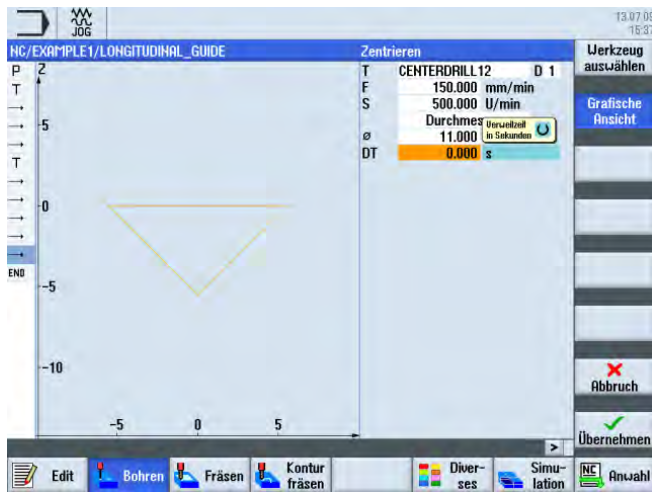 JOG
13.07.0
15:37
NC/EXAMPLE1/LONGITUDINAL_GUIDE
Zentrieren
Werkzeug
auswählen
Grafische
Ansicht
Abbruch
Übernehmen
P
T
T
END
Z
5
0
-5
-10
-5
0
5
T CENTERDRILL12 D 1
F 150.000 mm/min
S 500.000 U/min
Durchmes
ø 11.000
Verweilzeit
in Sekunden
DT 0.000 s
>
Edit
Bohren
Fräsen
Kontur
fräsen
Diver-
ses
Simu-
lation
NC Anwahl